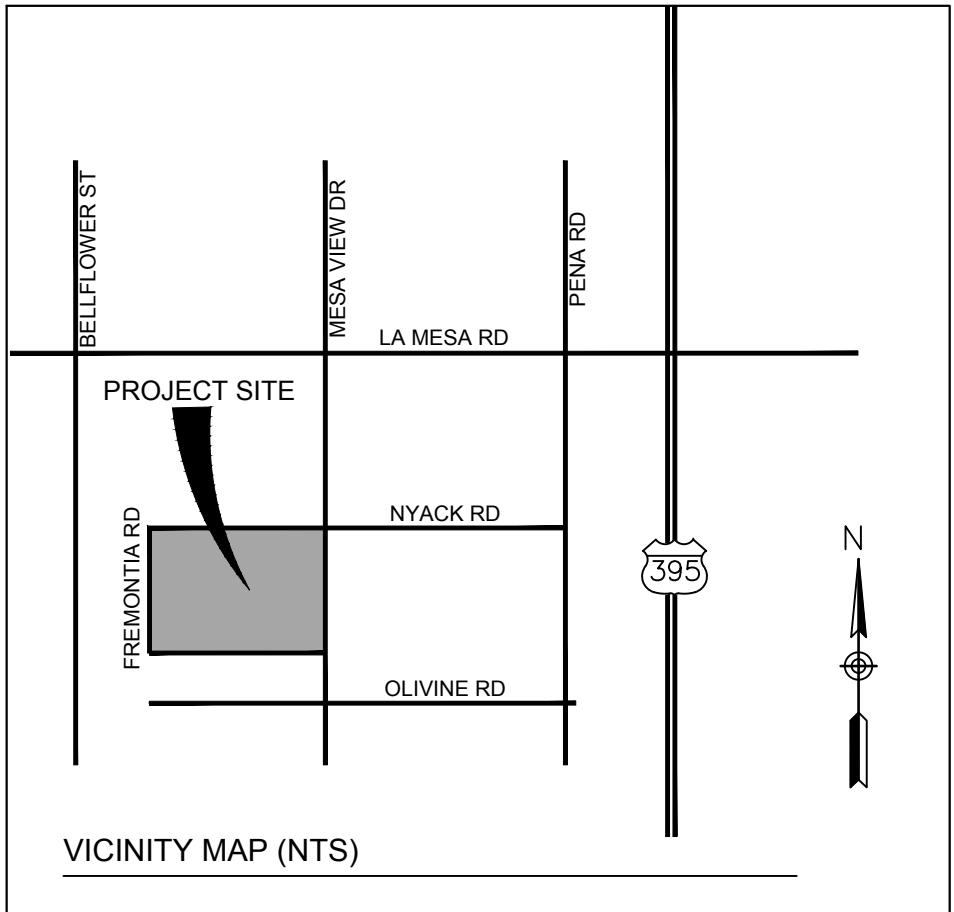 BELLFLOWER ST
MESA VIEW DR
PENA RD
LA MESA RD
PROJECT SITE
NYACK RD
FREMONTIA RD
395
N
OLIVINE RD
VICINITY MAP (NTS)